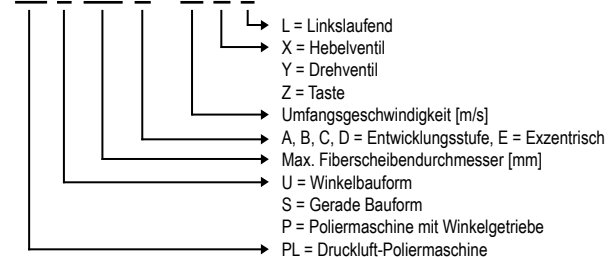 L = Linkslaufend
X = Hebelventil
Y = Drehventil
Z = Taste
Umfangsgeschwindigkeit [m/s]
A, B, C, D = Entwicklungsstufe, E = Exzentrisch
Max. Fiberscheibendurchmesser [mm]
U = Winkelbauform
S = Gerade Bauform
P = Poliermaschine mit Winkelgetriebe
PL = Druckluft-Poliermaschine